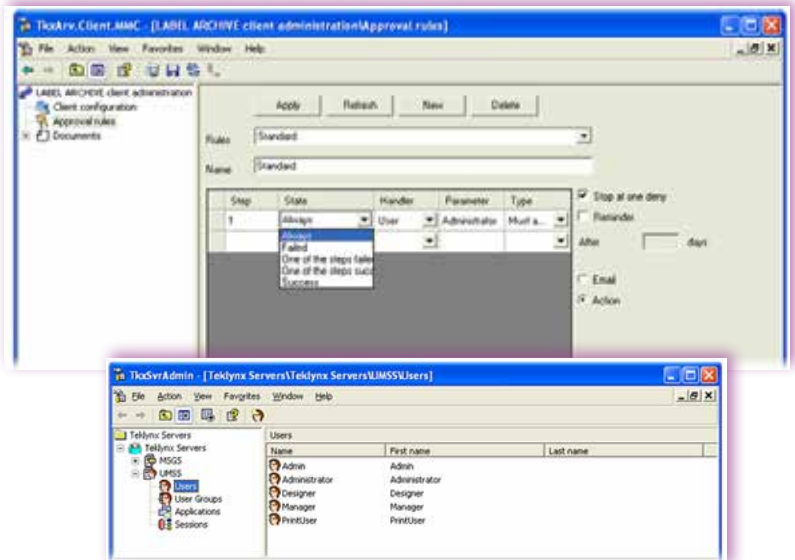 TkxArv.Client.MMC - [LABEL ARCHIVE client administration\Approval rules]
File Action View Favorites Window Help
LABEL ARCHIVE client administration
Client configuration
Approval rules
Documents
Apply Refresh New Delete
Rules Standard
Name Standard
Step State Handler Parameter Type
1 Always User Administrator Must a...
Always
Failed
One of the steps failed
One of the steps succ
Success
Stop at one deny
Reminder
After days
Email
Action
TkxSvrAdmin - [Teklynx Servers\Teklynx Servers\UMSS\Users]
File Action View Favorites Window Help
Teklynx Servers
Teklynx Servers
MSGS
UMSS
Users
User Groups
Applications
Sessions
Users
Name First name Last name
Admin Admin
Administrator Administrator
Designer Designer
Manager Manager
PrintUser PrintUser